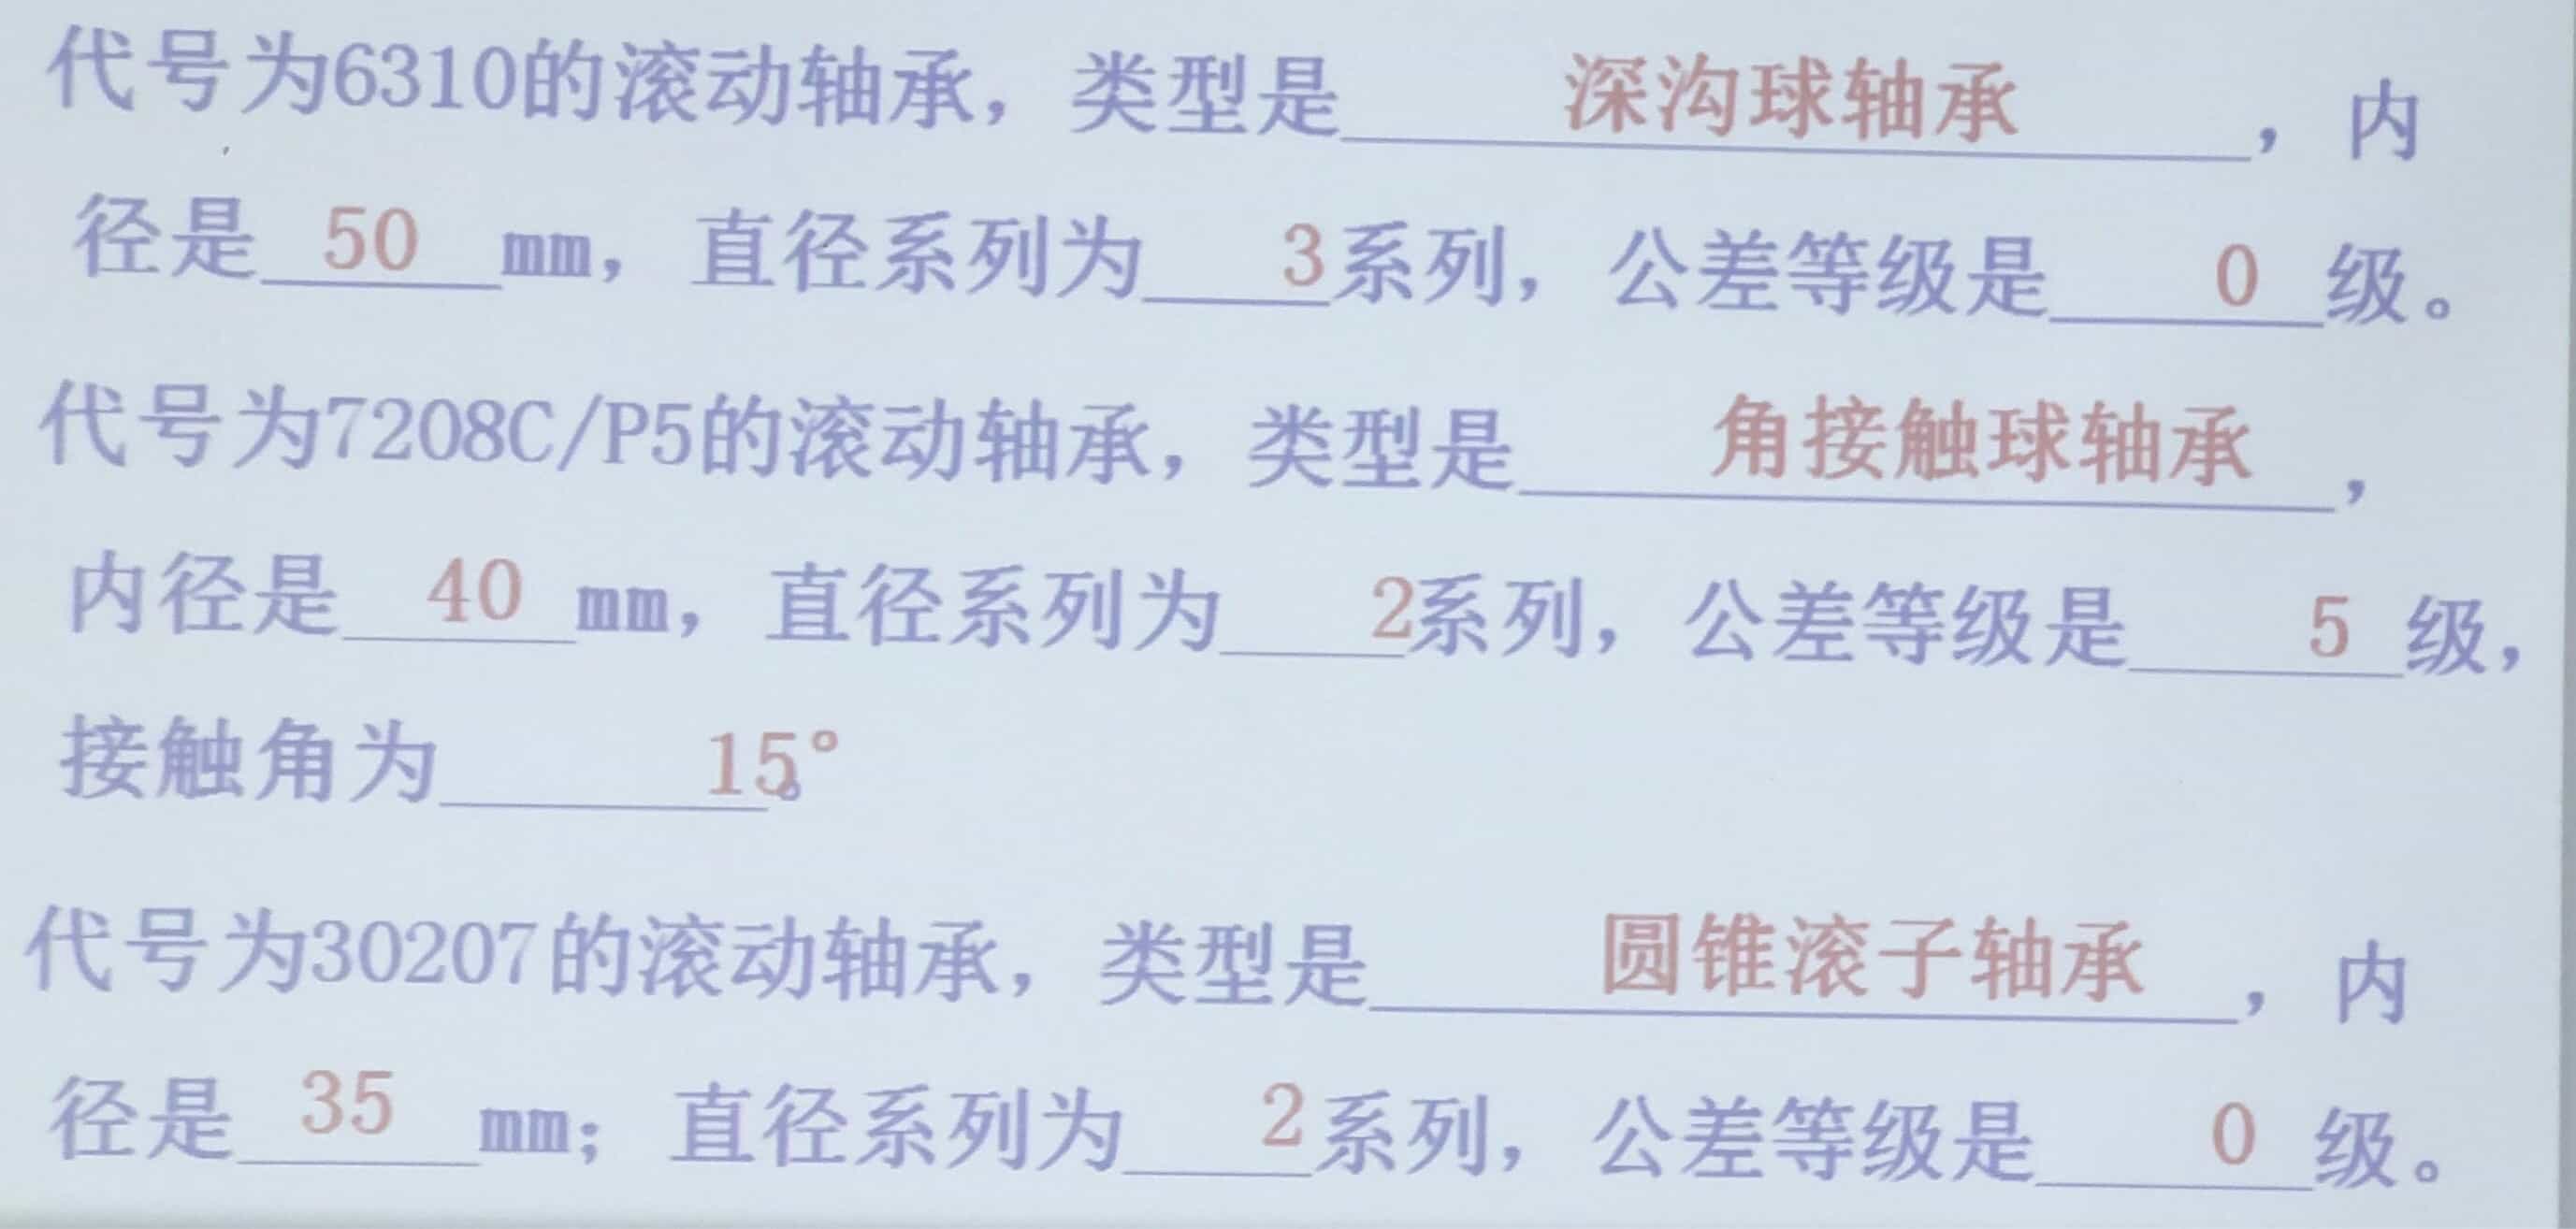 代号为6310的滚动轴承，类型是 深沟球轴承 ，内
径是 50 mm，直径系列为 3系列，公差等级是 0 级。
代号为7208C/P5的滚动轴承，类型是 角接触球轴承 ，
内径是 40 mm，直径系列为 2系列，公差等级是 5 级，
接触角为 15°。
代号为30207的滚动轴承，类型是 圆锥滚子轴承 ，内
径是 35 mm；直径系列为 2系列，公差等级是 0 级。